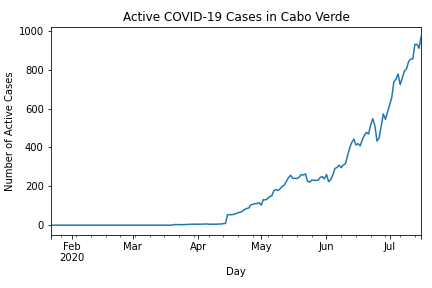 Active COVID-19 Cases in Cabo Verde
Number of Active Cases
1000
800
600
400
200
0
Feb
2020
Mar
Apr
May
Jun
Jul
Day